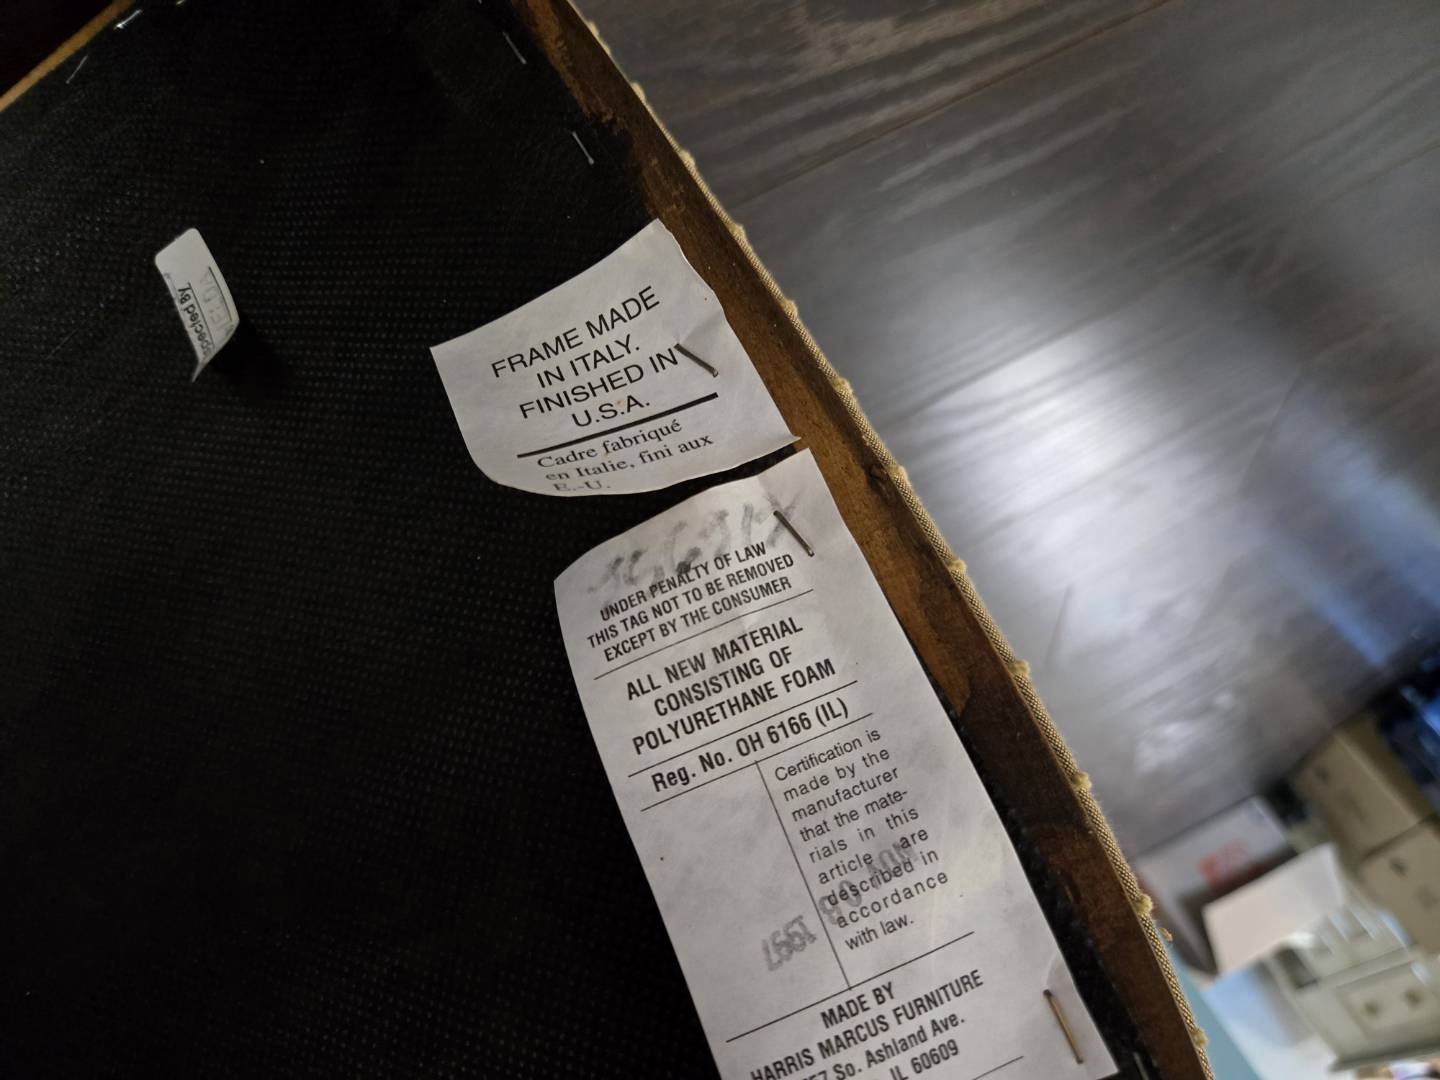 FRAME MADE
IN ITALY.
FINISHED IN
U.S.A.
Cadre fabriqué
en Italie, fini aux
E.-U.
UNDER PENALTY OF LAW
THIS TAG NOT TO BE REMOVED
EXCEPT BY THE CONSUMER
ALL NEW MATERIAL
CONSISTING OF
POLYURETHANE FOAM
Reg. No. OH 6166 (IL)
Certification is
made by the
manufacturer
that the mate-
rials in this
article are
described in
accordance
with law.
NOV 08 1997
MADE BY
HARRIS MARCUS FURNITURE
So. Ashland Ave.
IL 60609